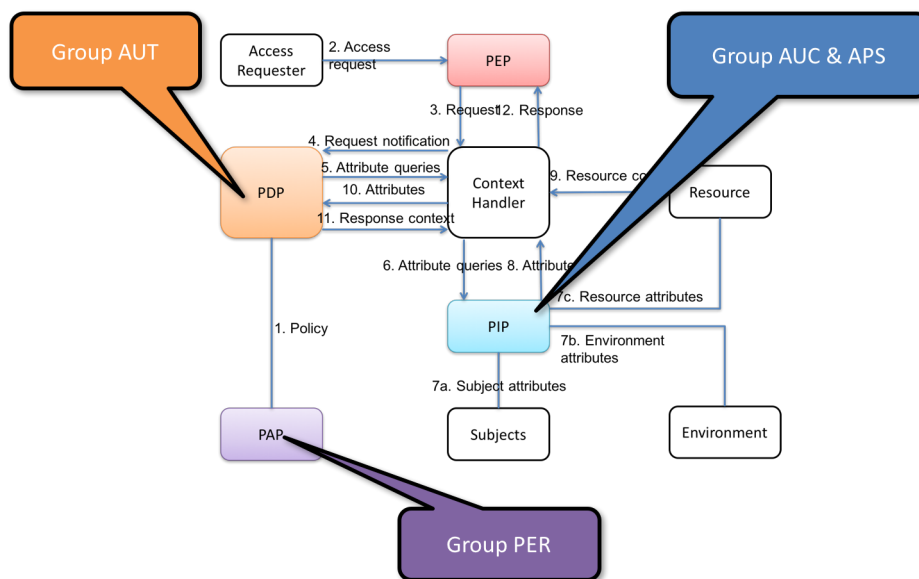 Group AUT
Access
Requester
2. Access
request
PEP
Group AUC & APS
3. Request
12. Response
4. Request notification
5. Attribute queries
10. Attributes
11. Response context
PDP
Context
Handler
9. Resource co
Resource
6. Attribute queries
8. Attribute
7c. Resource attributes
1. Policy
PIP
7b. Environment
attributes
7a. Subject attributes
PAP
Subjects
Environment
Group PER